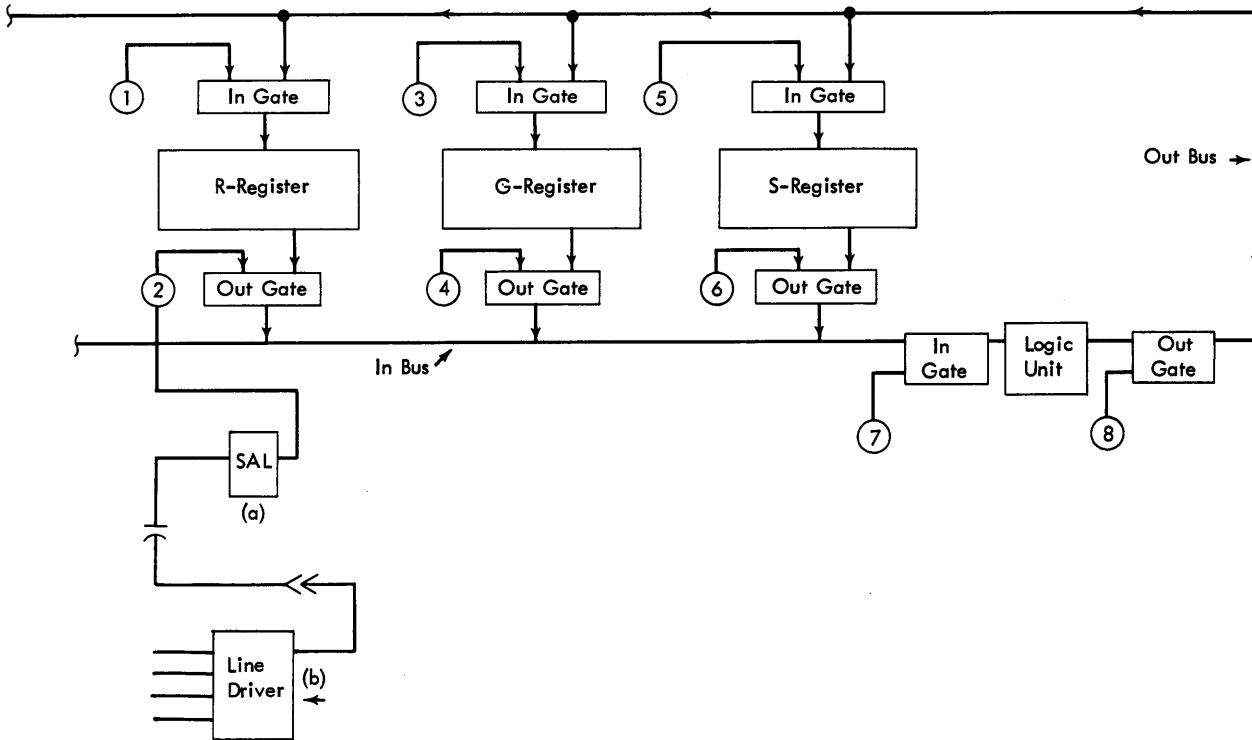 1
In Gate
3
In Gate
5
In Gate
R-Register
G-Register
S-Register
Out Bus
2
Out Gate
4
Out Gate
6
Out Gate
In Bus
In
Gate
Logic
Unit
Out
Gate
7
8
SAL
(a)
Line
Driver
(b)